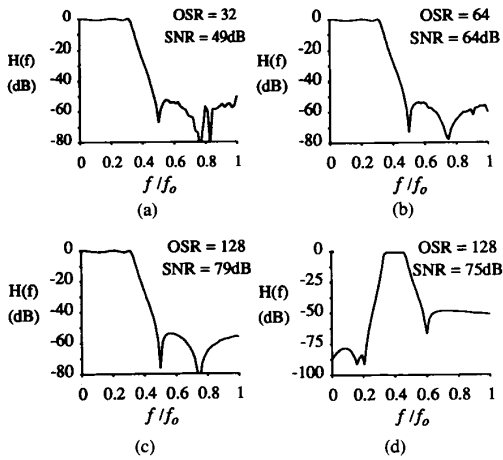 OSR = 32
SNR = 49dB
H(f)
(dB)
0
-20
-40
-60
-80
0 0.2 0.4 0.6 0.8 1
f/fo
(a)
OSR = 64
SNR = 64dB
H(f)
(dB)
0
-20
-40
-60
-80
0 0.2 0.4 0.6 0.8 1
f/fo
(b)
OSR = 128
SNR = 79dB
H(f)
(dB)
0
-20
-40
-60
-80
0 0.2 0.4 0.6 0.8 1
f/fo
(c)
OSR = 128
SNR = 75dB
H(f)
(dB)
0
-25
-50
-75
-100
0 0.2 0.4 0.6 0.8 1
f/fo
(d)